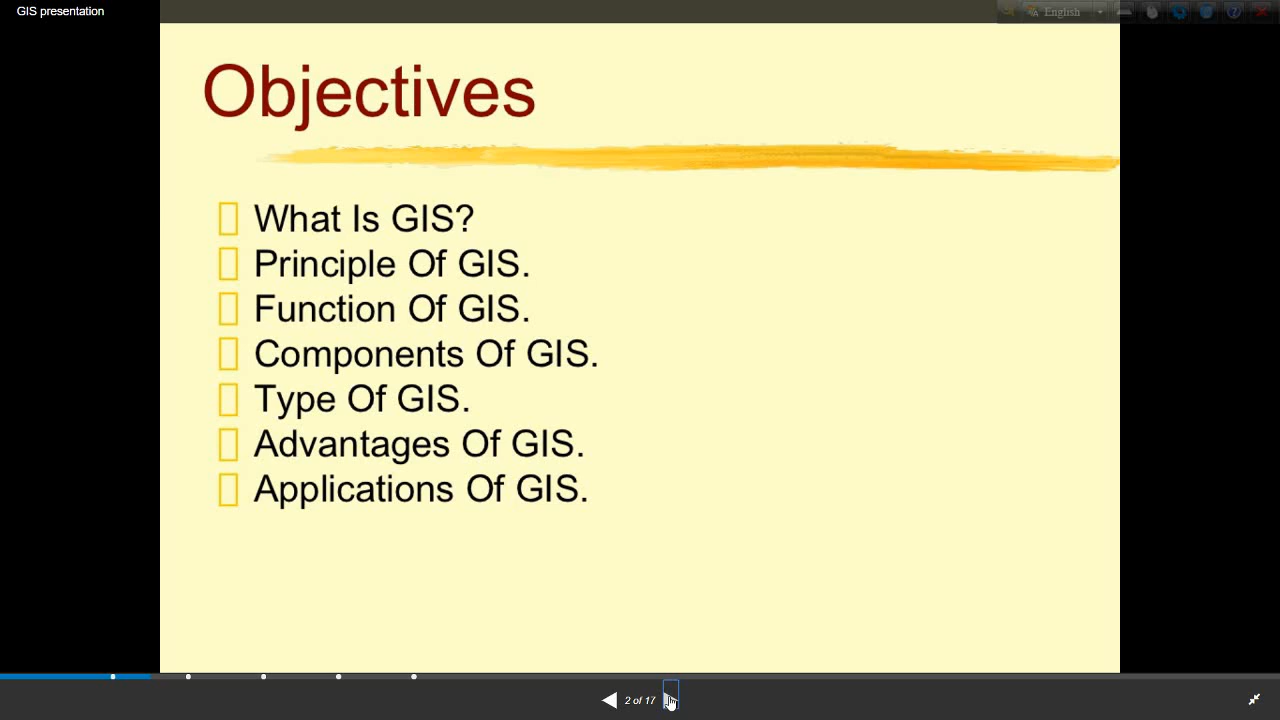 GIS presentation
English
Objectives
What Is GIS?
Principle Of GIS.
Function Of GIS.
Components Of GIS.
Type Of GIS.
Advantages Of GIS.
Applications Of GIS.
2 of 17